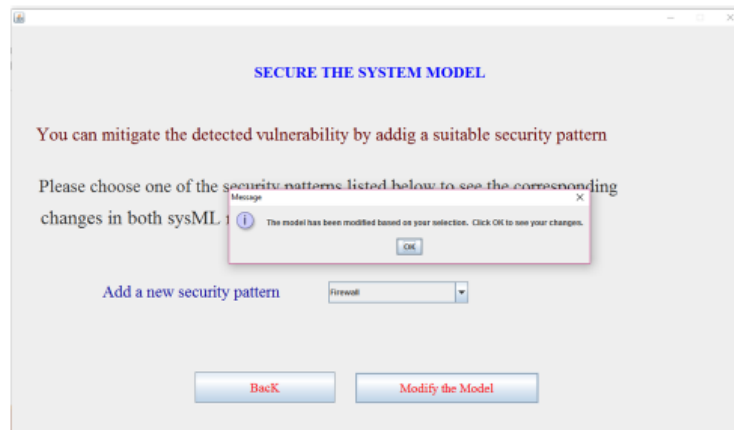 SECURE THE SYSTEM MODEL
You can mitigate the detected vulnerability by addig a suitable security pattern
Please choose one of the security patterns listed below to see the corresponding
Message
changes in both sysML
The model has been modified based on your selection. Click OK to see your changes.
OK
Add a new security pattern
Firewall
BacK
Modify the Model